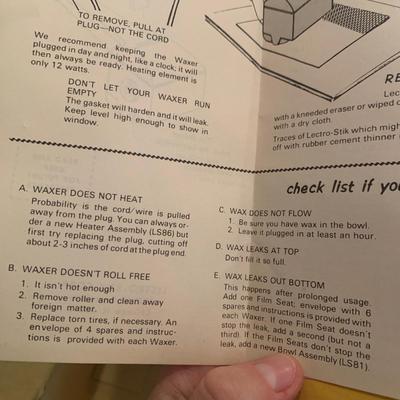 TO REMOVE, PULL AT
PLUG—NOT THE CORD
We recommend keeping the Waxer
plugged in day and night, like a clock; it will
then always be ready. Heating element is
only 12 watts.
DON'T LET YOUR WAXER RUN
EMPTY
The gasket will harden and it will leak.
Keep level high enough to show in
window.
RE
Lec
with a kneeded eraser or wiped o
with a dry cloth.
Traces of Lectro-Stik which migh
off with rubber cement thinner
check list if you
A. WAXER DOES NOT HEAT
Probability is the cord/wire is pulled
away from the plug. You can always or-
der a new Heater Assembly (LS86) but
first try replacing the plug, cutting off
about 2-3 inches of cord at the plug end.
B. WAXER DOESN'T ROLL FREE
1. It isn't hot enough
2. Remove roller and clean away
foreign matter.
3. Replace torn tires, if necessary. An
envelope of 4 spares and instruc-
tions is provided with each Waxer.
C. WAX DOES NOT FLOW
1. Be sure you have wax in the bowl.
2. Leave it plugged in at least an hour.
D. WAX LEAKS AT TOP
Don't fill it so full.
E. WAX LEAKS OUT BOTTOM
This happens after prolonged usage.
Add one Film Seat; envelope with 6
spares and instructions is provided with
each Waxer. If one Film Seat doesn't
stop the leak, add a second (but not a
third). If the Film Seats don't stop the
leak, add a new Bowl Assembly (LS81).